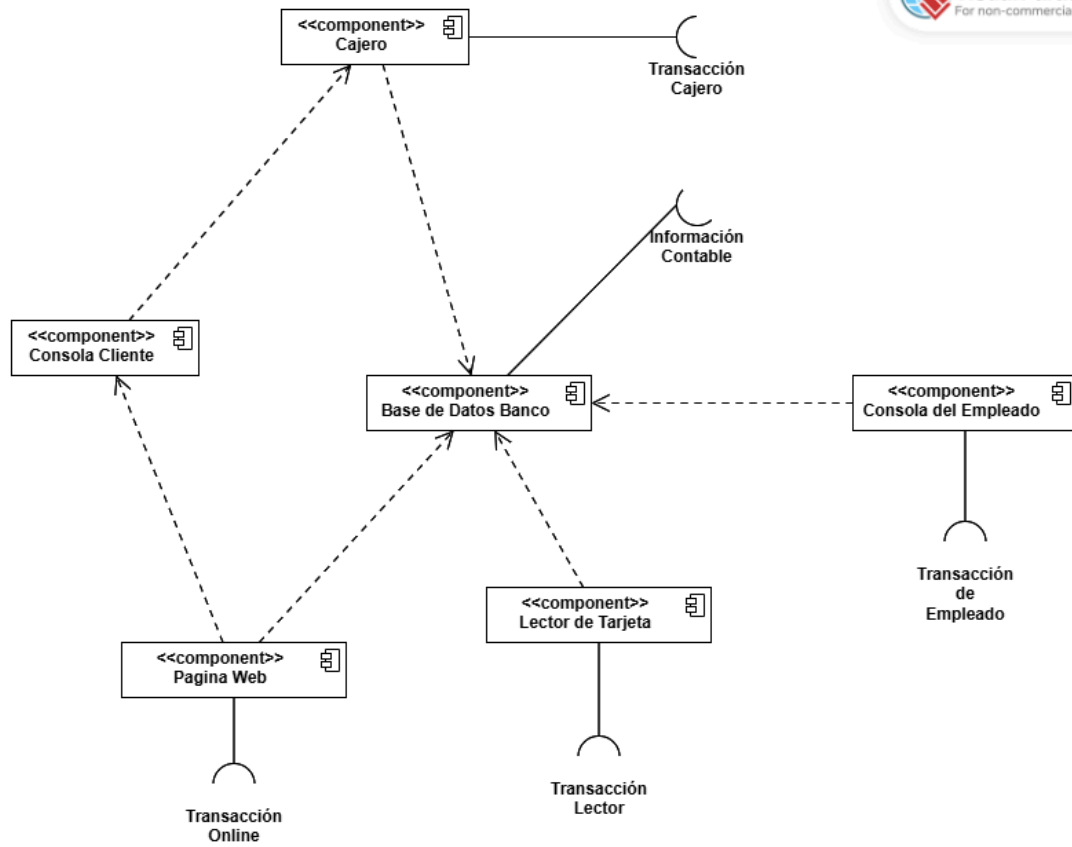 For non-commercia
<<component>>
Cajero
Transacción
Cajero
Información
Contable
<<component>>
Consola Cliente
<<component>>
Base de Datos Banco
<<component>>
Consola del Empleado
Transacción
de
Empleado
<<component>>
Lector de Tarjeta
<<component>>
Pagina Web
Transacción
Lector
Transacción
Online